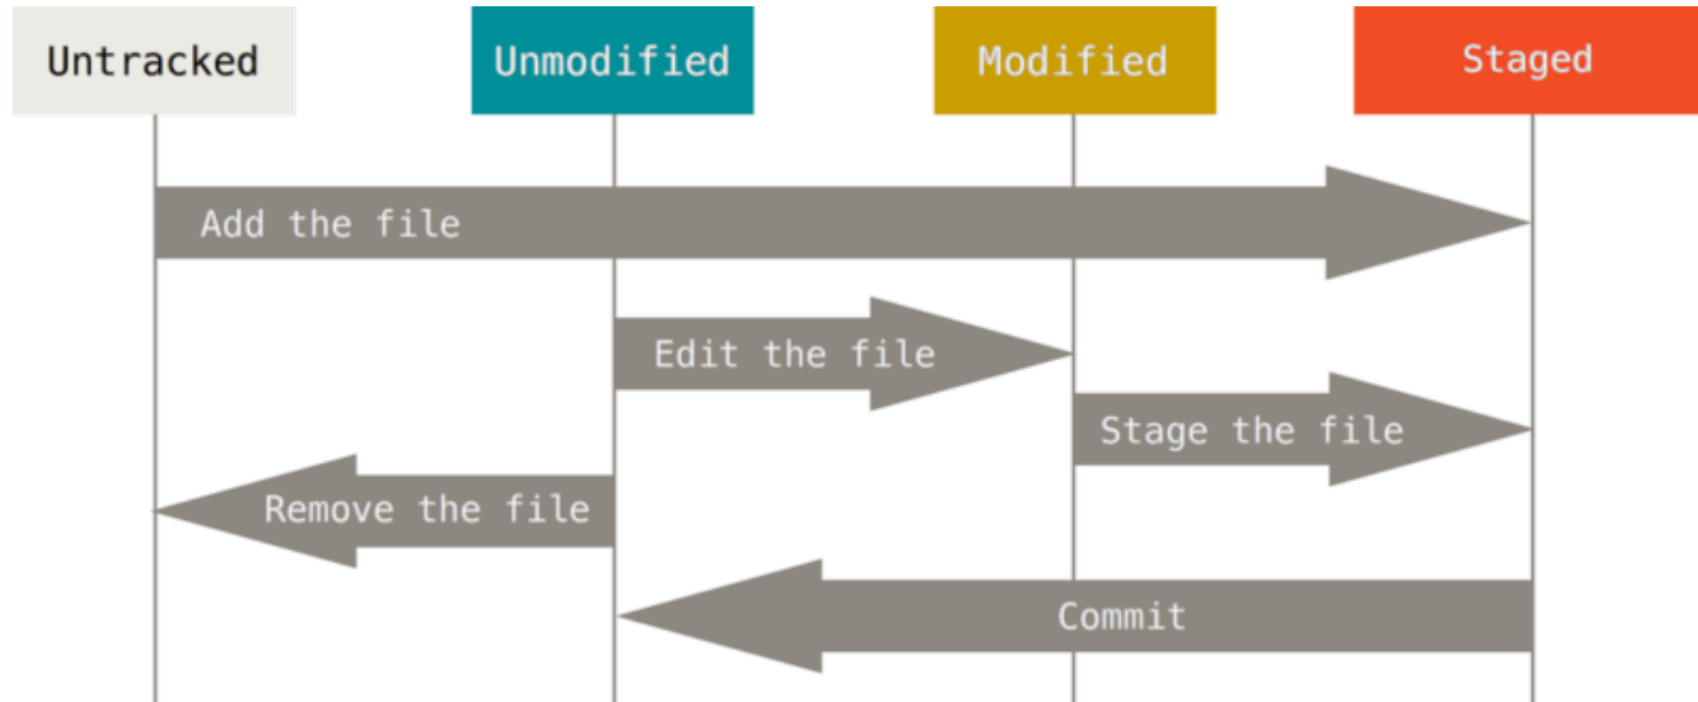 Untracked
Unmodified
Modified
Staged
Add the file
Edit the file
Stage the file
Remove the file
Commit